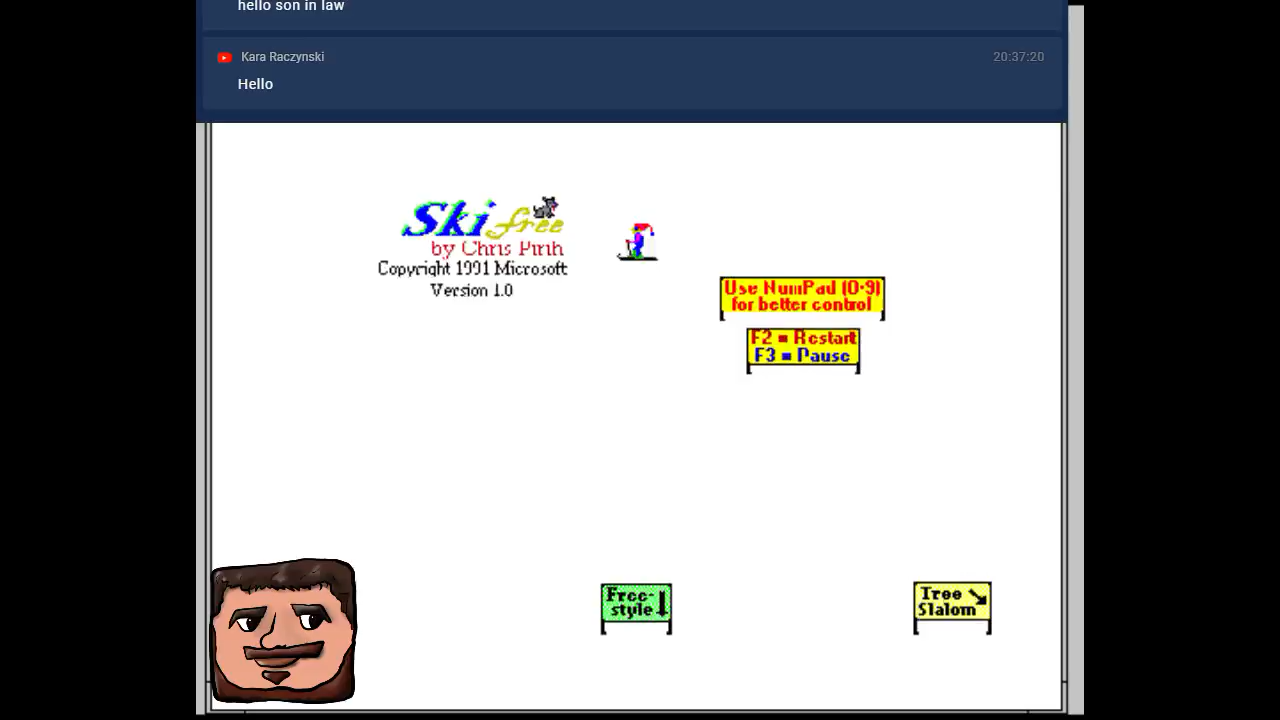 hello son in law
Kara Raczynski
20:37:20
Hello
Ski free
by Chris Pirih
Copyright 1991 Microsoft
Version 1.0
Use NumPad (0-9)
for better control
F2 = Restart
F3 = Pause
Free-
style
Tree
Slalom